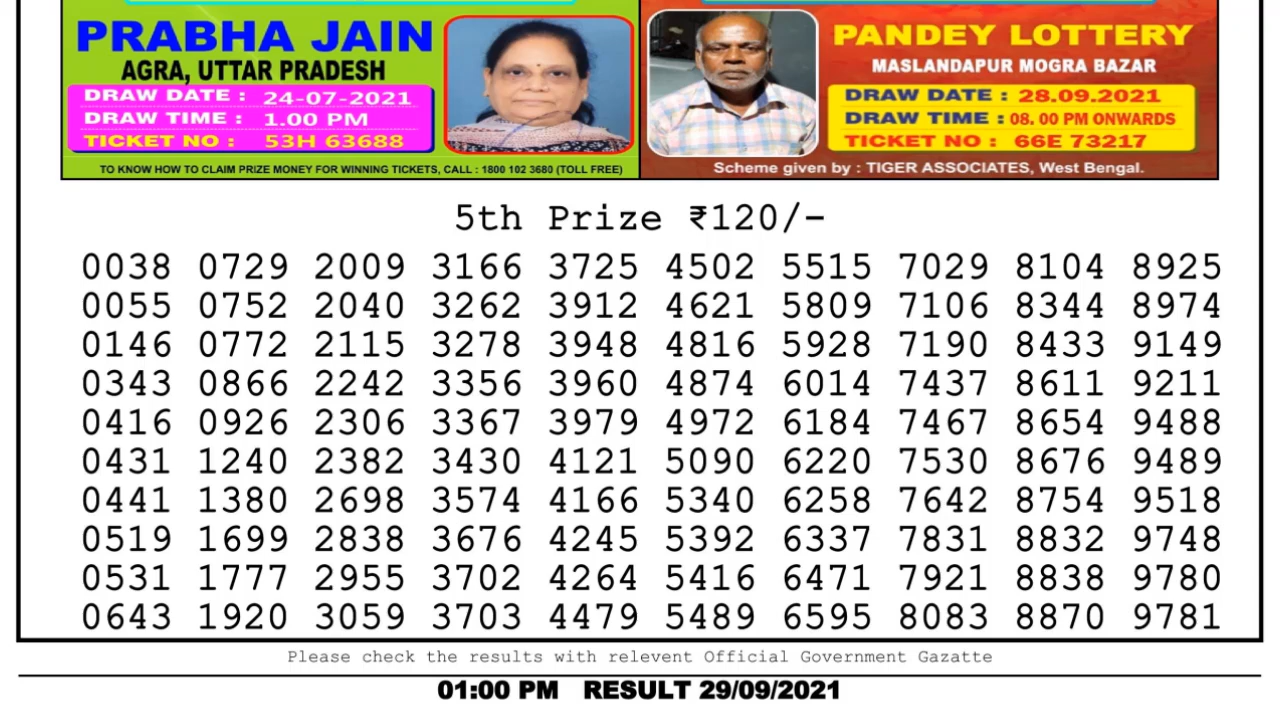 PRABHA JAIN
AGRA, UTTAR PRADESH
DRAW DATE : 24-07-2021
DRAW TIME : 1.00 PM
TICKET NO : 53H 63688
TO KNOW HOW TO CLAIM PRIZE MONEY FOR WINNING TICKETS, CALL : 1800 102 3680 (TOLL FREE)
PANDEY LOTTERY
MASLANDAPUR MOGRA BAZAR
DRAW DATE : 28.09.2021
DRAW TIME : 08. 00 PM ONWARDS
TICKET NO : 66E 73217
Scheme given by : TIGER ASSOCIATES, West Bengal.
5th Prize ₹120/-
0038 0729 2009 3166 3725 4502 5515 7029 8104 8925
0055 0752 2040 3262 3912 4621 5809 7106 8344 8974
0146 0772 2115 3278 3948 4816 5928 7190 8433 9149
0343 0866 2242 3356 3960 4874 6014 7437 8611 9211
0416 0926 2306 3367 3979 4972 6184 7467 8654 9488
0431 1240 2382 3430 4121 5090 6220 7530 8676 9489
0441 1380 2698 3574 4166 5340 6258 7642 8754 9518
0519 1699 2838 3676 4245 5392 6337 7831 8832 9748
0531 1777 2955 3702 4264 5416 6471 7921 8838 9780
0643 1920 3059 3703 4479 5489 6595 8083 8870 9781
Please check the results with relevent Official Government Gazatte
01:00 PM RESULT 29/09/2021